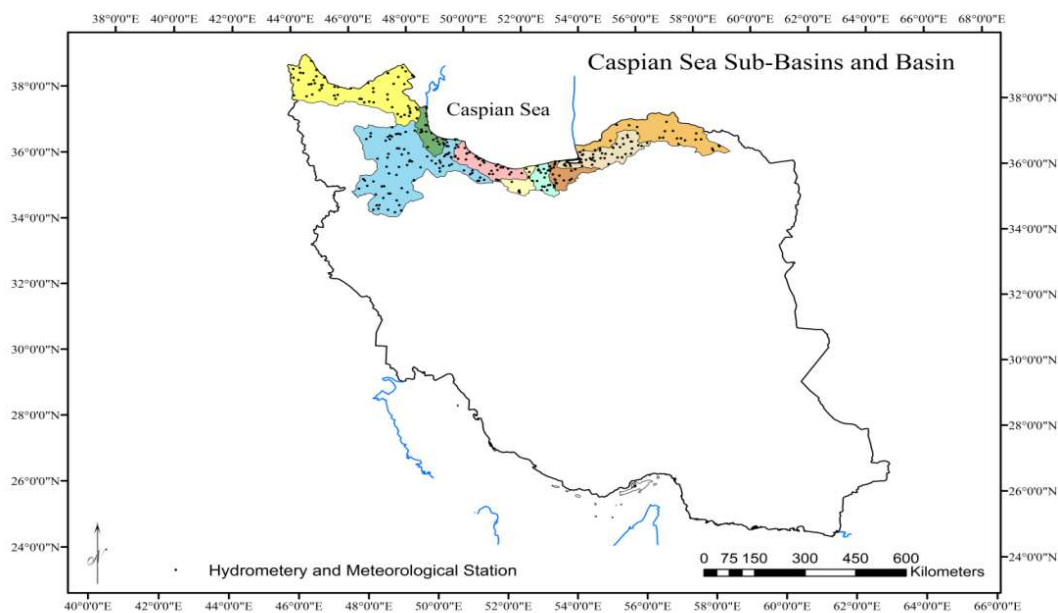 38°0'0"E 40°0'0"E 42°0'0"E 44°0'0"E 46°0'0"E 48°0'0"E 50°0'0"E 52°0'0"E 54°0'0"E 56°0'0"E 58°0'0"E 60°0'0"E 62°0'0"E 64°0'0"E 66°0'0"E 68°0'0"E
Caspian Sea Sub-Basins and Basin
38°0'0"N 38°0'0"N
Caspian Sea
36°0'0"N 36°0'0"N
34°0'0"N 34°0'0"N
32°0'0"N 32°0'0"N
30°0'0"N 30°0'0"N
28°0'0"N 28°0'0"N
26°0'0"N 26°0'0"N
24°0'0"N 24°0'0"N
0 75 150 300 450 600
N Hydrometery and Meteorological Station Kilometers
40°0'0"E 42°0'0"E 44°0'0"E 46°0'0"E 48°0'0"E 50°0'0"E 52°0'0"E 54°0'0"E 56°0'0"E 58°0'0"E 60°0'0"E 62°0'0"E 64°0'0"E 66°0'0"E